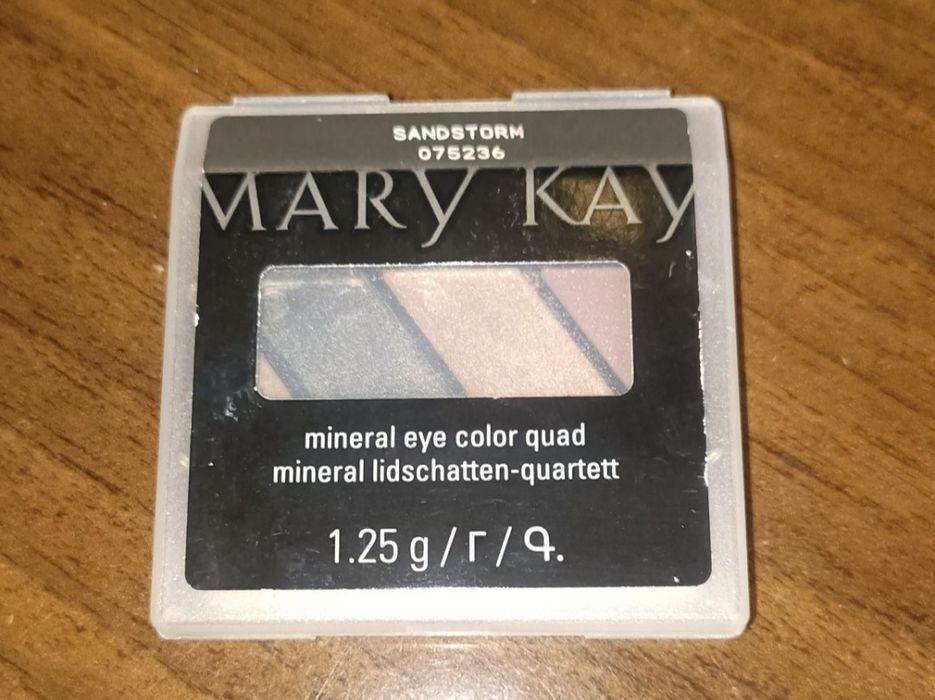 SANDSTORM
075236
MARY KAY
mineral eye color quad
mineral lidschatten-quartett
1.25 g / г / գ.